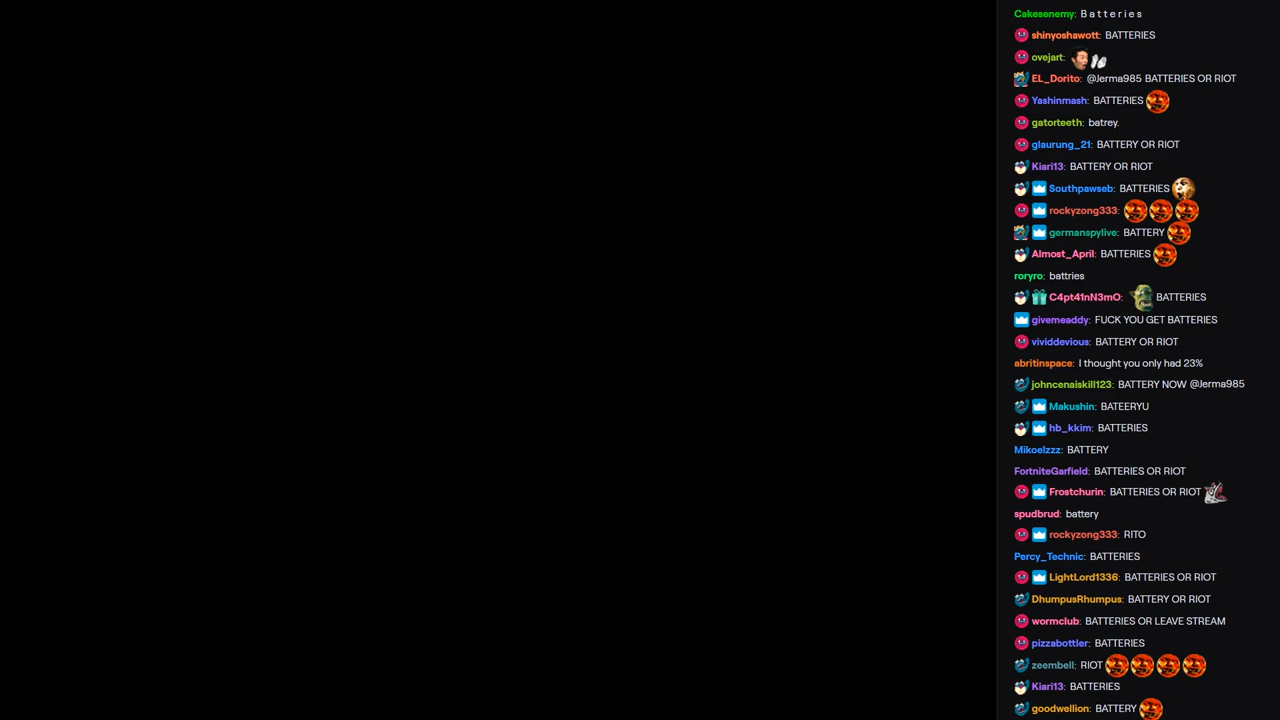 Cakesenemy: B a t t e r i e s
shinyoshawott: BATTERIES
ovejart:
EL_Dorito: @Jerma985 BATTERIES OR RIOT
Yashinmash: BATTERIES
gatorteeth: batrey.
glaurung_21: BATTERY OR RIOT
Kiari13: BATTERY OR RIOT
Southpawseb: BATTERIES
rockyzong333:
germanspylive: BATTERY
Almost_April: BATTERIES
roryro: battries
C4pt41nN3mO: BATTERIES
givemeaddy: FUCK YOU GET BATTERIES
vividdevious: BATTERY OR RIOT
abritinspace: I thought you only had 23%
johncenaiskill123: BATTERY NOW @Jerma985
Makushin: BATEERYU
hb_kkim: BATTERIES
Mikoelzzz: BATTERY
FortniteGarfield: BATTERIES OR RIOT
Frostchurin: BATTERIES OR RIOT
spudbrud: battery
rockyzong333: RITO
Percy_Technic: BATTERIES
LightLord1336: BATTERIES OR RIOT
DhumpusRhumpus: BATTERY OR RIOT
wormclub: BATTERIES OR LEAVE STREAM
pizzabottler: BATTERIES
zeembell: RIOT
Kiari13: BATTERIES
goodwellion: BATTERY